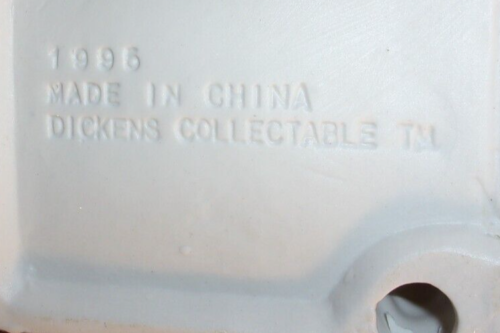 1996
MADE IN CHINA
DICKENS COLLECTABLE TM